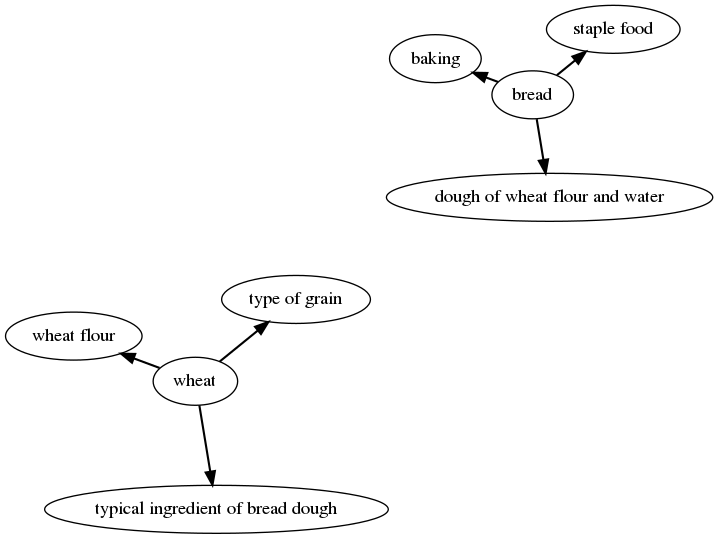 staple food
baking
bread
dough of wheat flour and water
type of grain
wheat flour
wheat
typical ingredient of bread dough